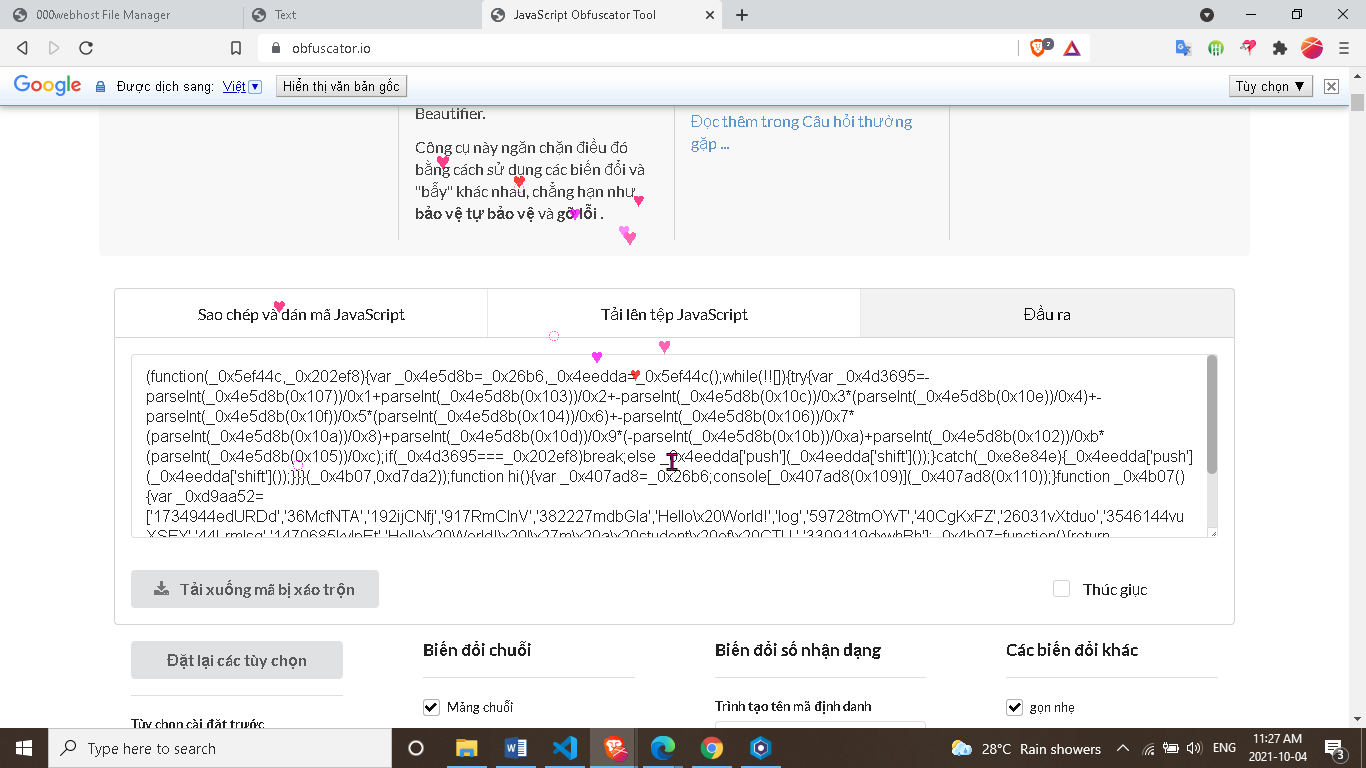 000webhost File Manager
Text
JavaScript Obfuscator Tool
obfuscator.io
2
Google Được dịch sang: Việt Hiển thị văn bản gốc Tùy chọn ▼
Beautifier.
Công cụ này ngăn chặn điều đó
bằng cách sử dụng các biến đổi và
"bẫy" khác nhau, chẳng hạn như
bảo vệ tự bảo vệ và gỡ lỗi .
Đọc thêm trong Câu hỏi thường
gặp ...
Sao chép và dán mã JavaScript
Tải lên tệp JavaScript
Đầu ra
(function(_0x5ef44c,_0x202ef8){var _0x4e5d8b=_0x26b6,_0x4eedda=_0x5ef44c();while(!![]){try{var _0x4d3695=-
parseInt(_0x4e5d8b(0x107))/0x1+parseInt(_0x4e5d8b(0x103))/0x2+-parseInt(_0x4e5d8b(0x10c))/0x3*(parseInt(_0x4e5d8b(0x10e))/0x4)+-
parseInt(_0x4e5d8b(0x10f))/0x5*(parseInt(_0x4e5d8b(0x104))/0x6)+-parseInt(_0x4e5d8b(0x106))/0x7*
(parseInt(_0x4e5d8b(0x10a))/0x8)+parseInt(_0x4e5d8b(0x10d))/0x9*(-parseInt(_0x4e5d8b(0x10b))/0xa)+parseInt(_0x4e5d8b(0x102))/0xb*
(parseInt(_0x4e5d8b(0x105))/0xc);if(_0x4d3695===_0x202ef8)break;else _0x4eedda['push'](_0x4eedda['shift']());}catch(_0xe8e84e){_0x4eedda['push']
(_0x4eedda['shift']());}}}(_0x4b07,0xd7da2));function hi(){var _0x407ad8=_0x26b6;console[_0x407ad8(0x109)](_0x407ad8(0x110));}function _0x4b07()
{var _0xd9aa52=
['1734944edURDd','36McfNTA','192ijCNfj','917RmClnV','382227mdbGla','Hello\x20World!','log','59728tmOYvT','40CgKxFZ','26031vXtduo','3546144vu
Tải xuống mã bị xáo trộn
Thúc giục
Đặt lại các tùy chọn
Biến đổi chuỗi
Biến đổi số nhận dạng
Các biến đổi khác
Mảng chuỗi
Trình tạo tên mã định danh
gọn nhẹ
Tùy chọn cài đặt trước
Type here to search
28°C Rain showers
ENG
11:27 AM
2021-10-04
3